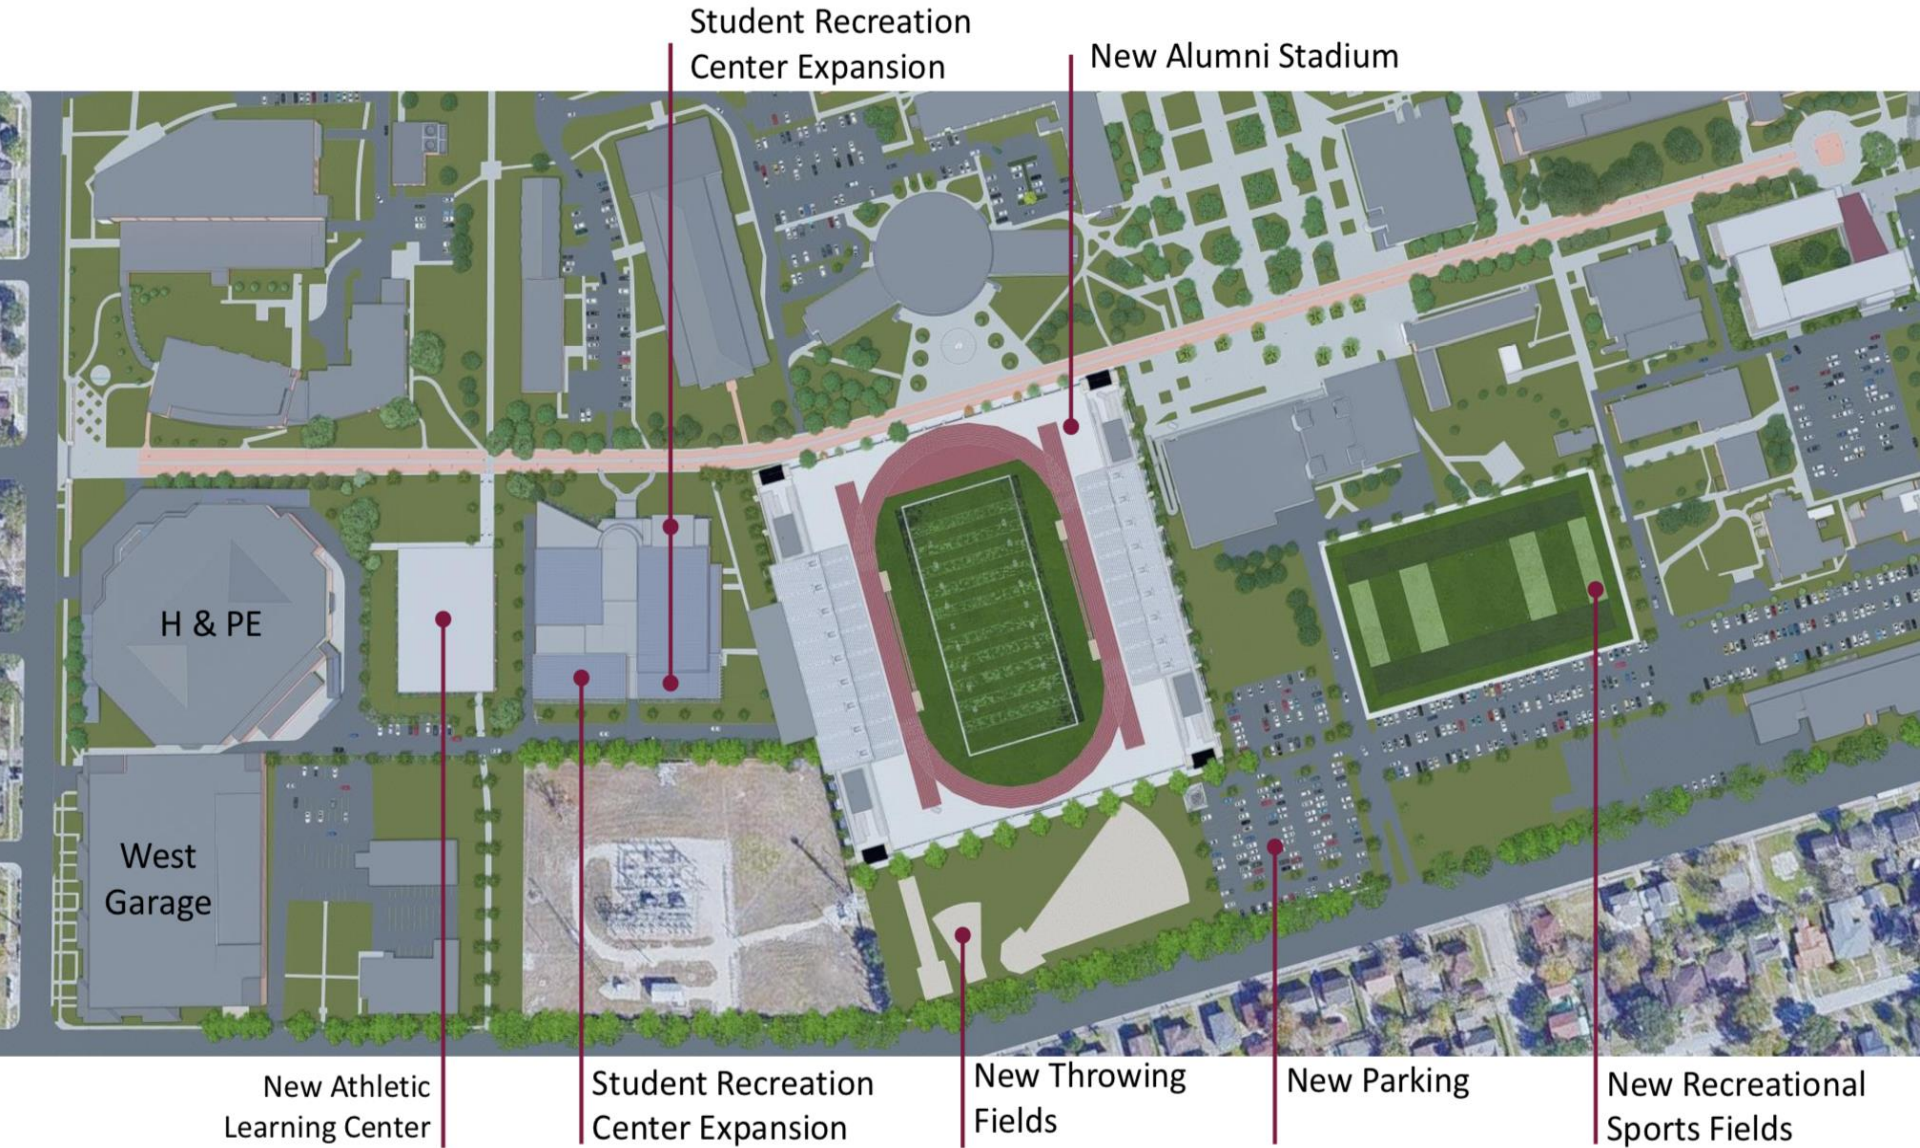 Student Recreation
Center Expansion
New Alumni Stadium
H & PE
West
Garage
New Athletic
Learning Center
Student Recreation
Center Expansion
New Throwing
Fields
New Parking
New Recreational
Sports Fields